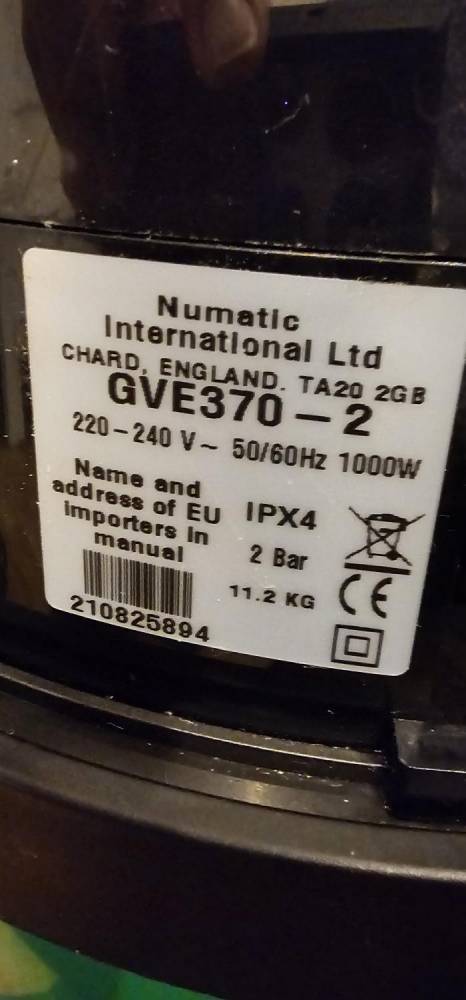 Numatic
International Ltd
CHARD, ENGLAND. TA20 2GB
GVE370-2
220-240 V~ 50/60Hz 1000W
Name and
address of EU
importers in
manual
IPX4
2 Bar
11.2 KG
CE
210825894